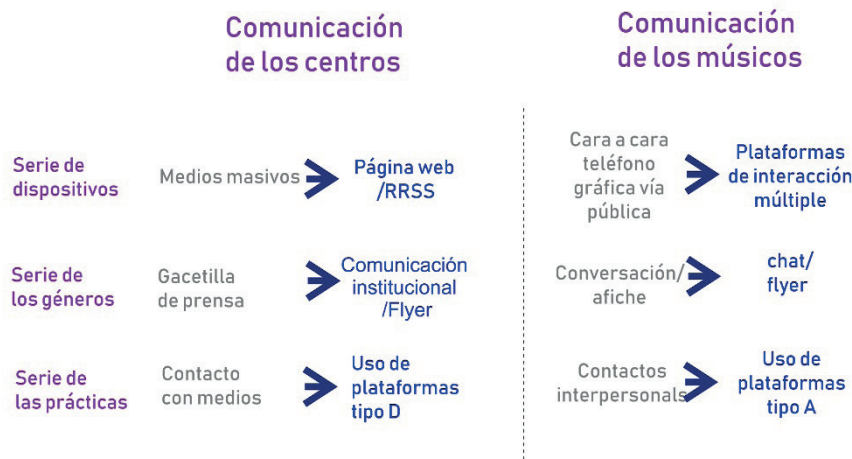 Comunicación
de los centros
Comunicación
de los músicos
Serie de
dispositivos
Medios masivos
Página web
/RRSS
Cara a cara
teléfono
gráfica vía
pública
Plataformas
de interacción
múltiple
Serie de
los géneros
Gacetilla
de prensa
Comunicación
institucional
/Flyer
Conversación/
afiche
chat/
flyer
Serie de
las prácticas
Contacto
con medios
Uso de
plataformas
tipo D
Contactos
interpersonals
Uso de
plataformas
tipo A